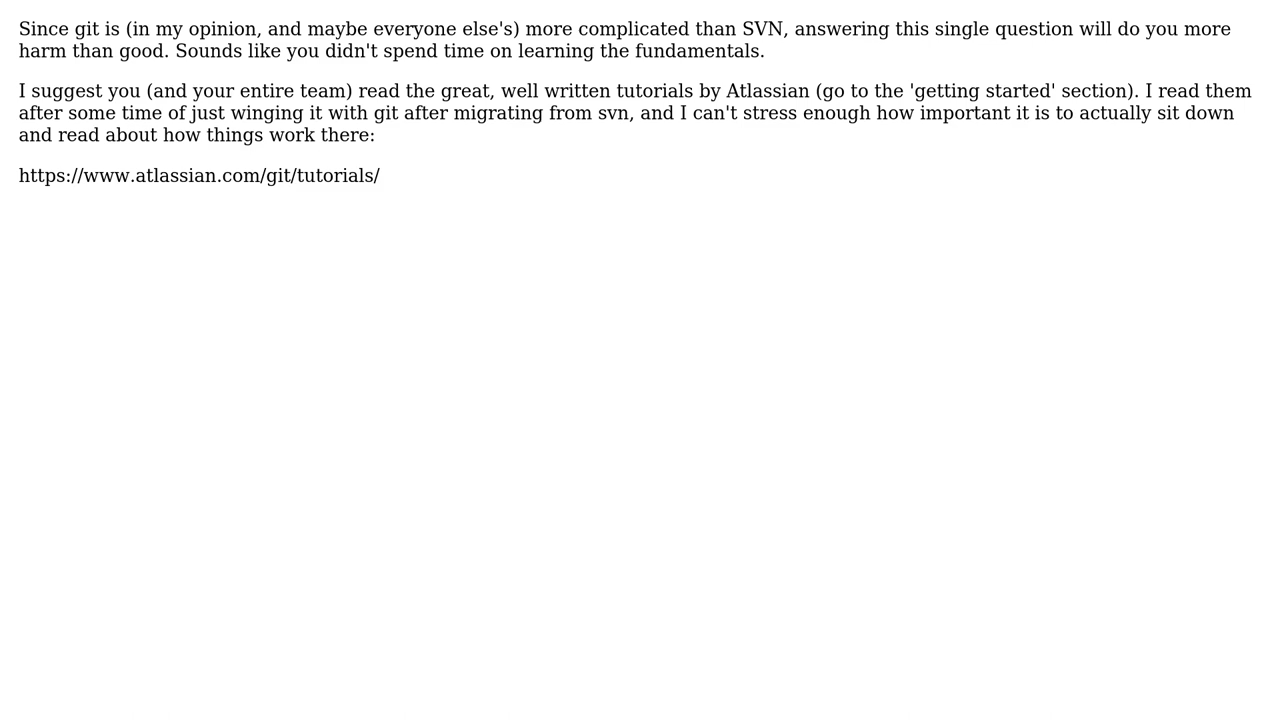 Since git is (in my opinion, and maybe everyone else's) more complicated than SVN, answering this single question will do you more
harm than good. Sounds like you didn't spend time on learning the fundamentals.
I suggest you (and your entire team) read the great, well written tutorials by Atlassian (go to the 'getting started' section). I read them
after some time of just winging it with git after migrating from svn, and I can't stress enough how important it is to actually sit down
and read about how things work there:
https://www.atlassian.com/git/tutorials/